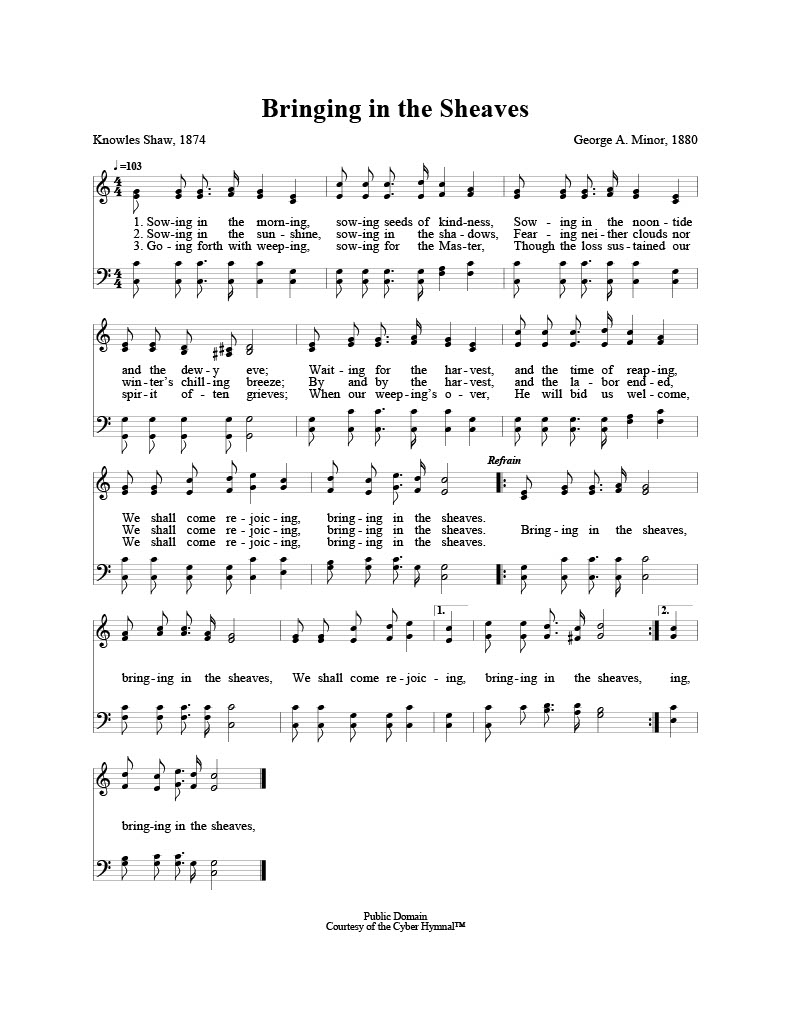 Bringing in the Sheaves
Knowles Shaw, 1874 George A. Minor, 1880
♩=103
1. Sow-ing in the morn-ing, sow-ing seeds of kind-ness, Sow - ing in the noon - tide
2. Sow-ing in the sun - shine, sow-ing in the sha - dows, Fear - ing nei - ther clouds nor
3. Go - ing forth with weep-ing, sow-ing for the Mas - ter, Though the loss sus - tained our
and the dew - y eve; Wait - ing for the har - vest, and the time of reap - ing,
win - ter's chill - ing breeze; By and by the har - vest, and the la - bor end - ed,
spir - it of - ten grieves; When our weep - ing's o - ver, He will bid us wel - come,
Refrain
We shall come re - joic - ing, bring - ing in the sheaves.
We shall come re - joic - ing, bring - ing in the sheaves. Bring - ing in the sheaves,
We shall come re - joic - ing, bring - ing in the sheaves.
1. 2.
bring - ing in the sheaves, We shall come re - joic - ing, bring - ing in the sheaves, ing,
bring-ing in the sheaves,
Public Domain
Courtesy of the Cyber Hymnal™